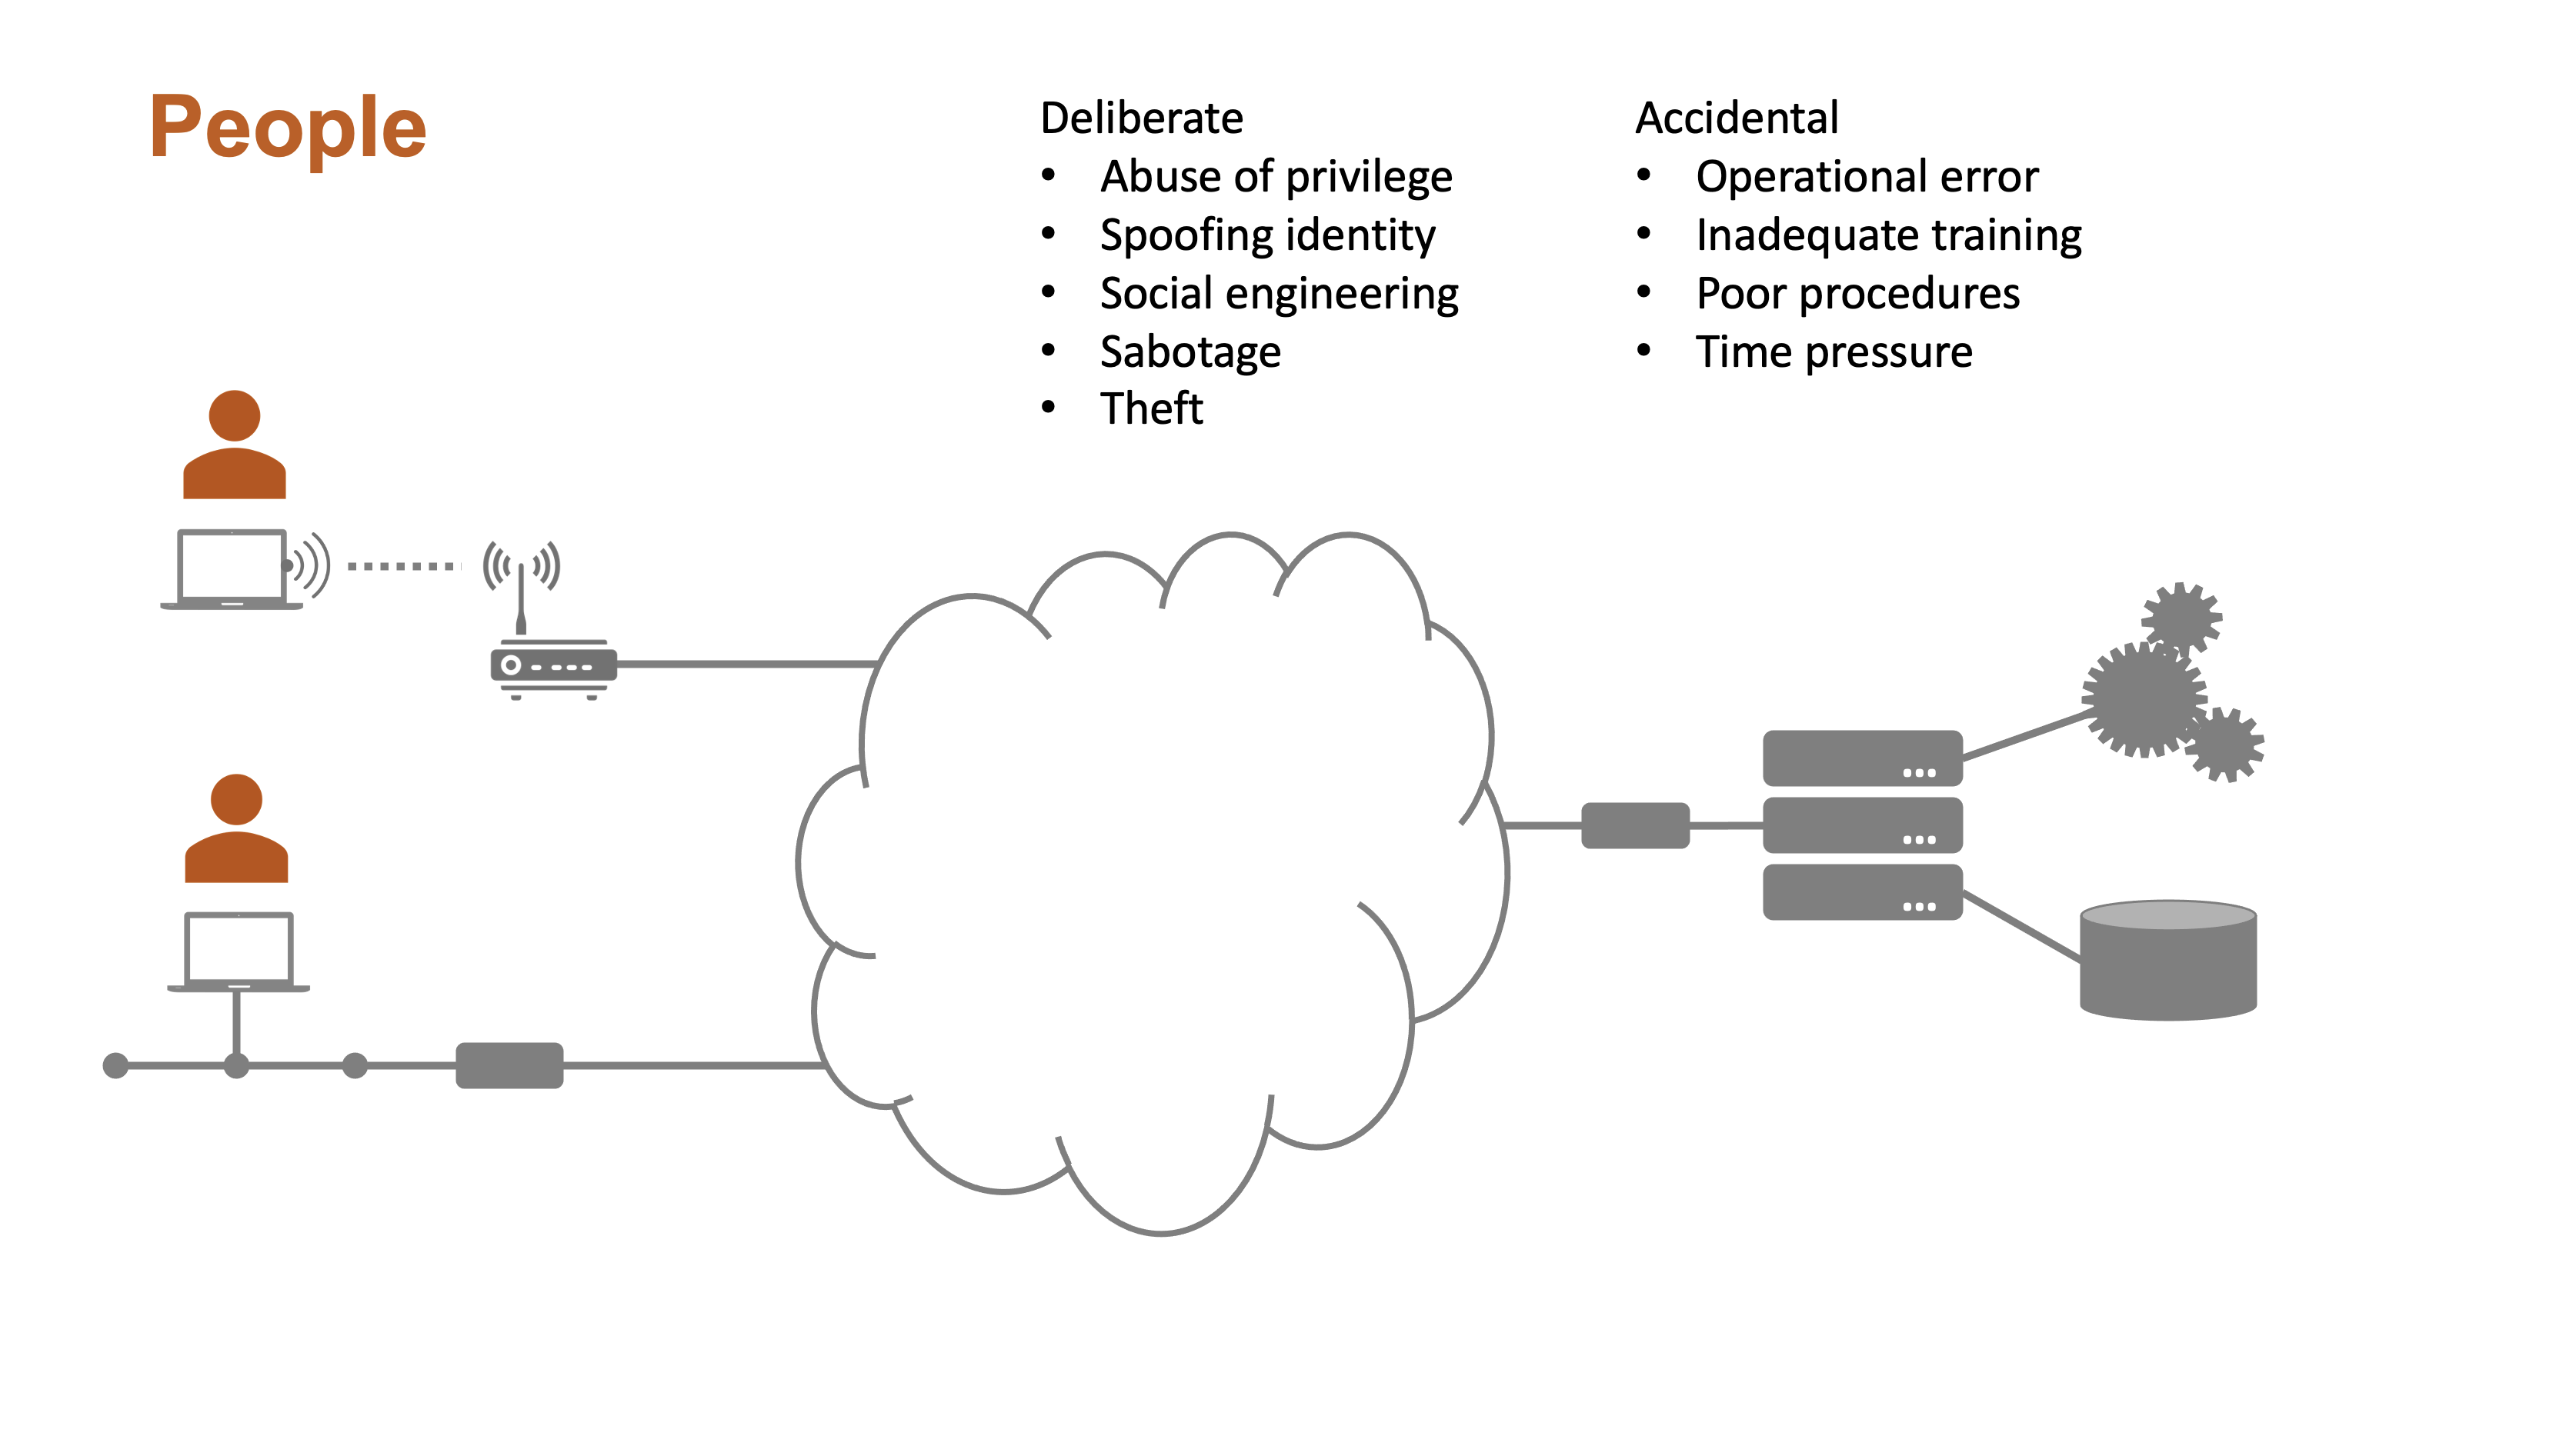 People
Deliberate
• Abuse of privilege
• Spoofing identity
• Social engineering
• Sabotage
• Theft
Accidental
• Operational error
• Inadequate training
• Poor procedures
• Time pressure